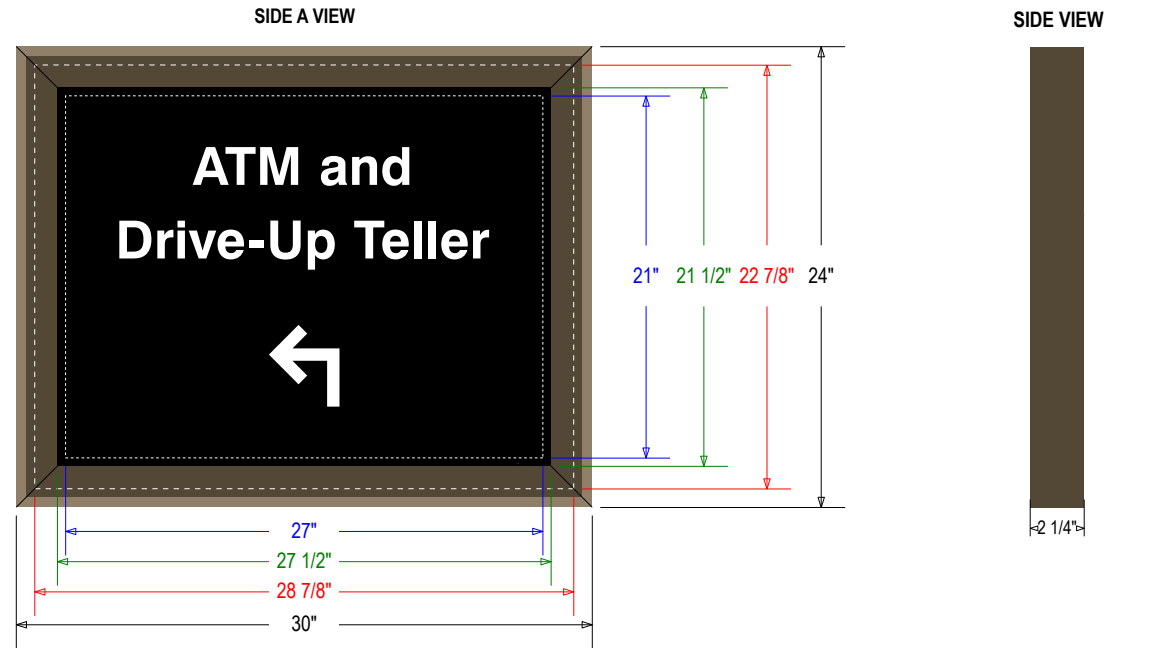 SIDE A VIEW
SIDE VIEW
ATM and
Drive-Up Teller
21" 21 1/2" 22 7/8" 24"
2 1/4"
27"
27 1/2"
28 7/8"
30"